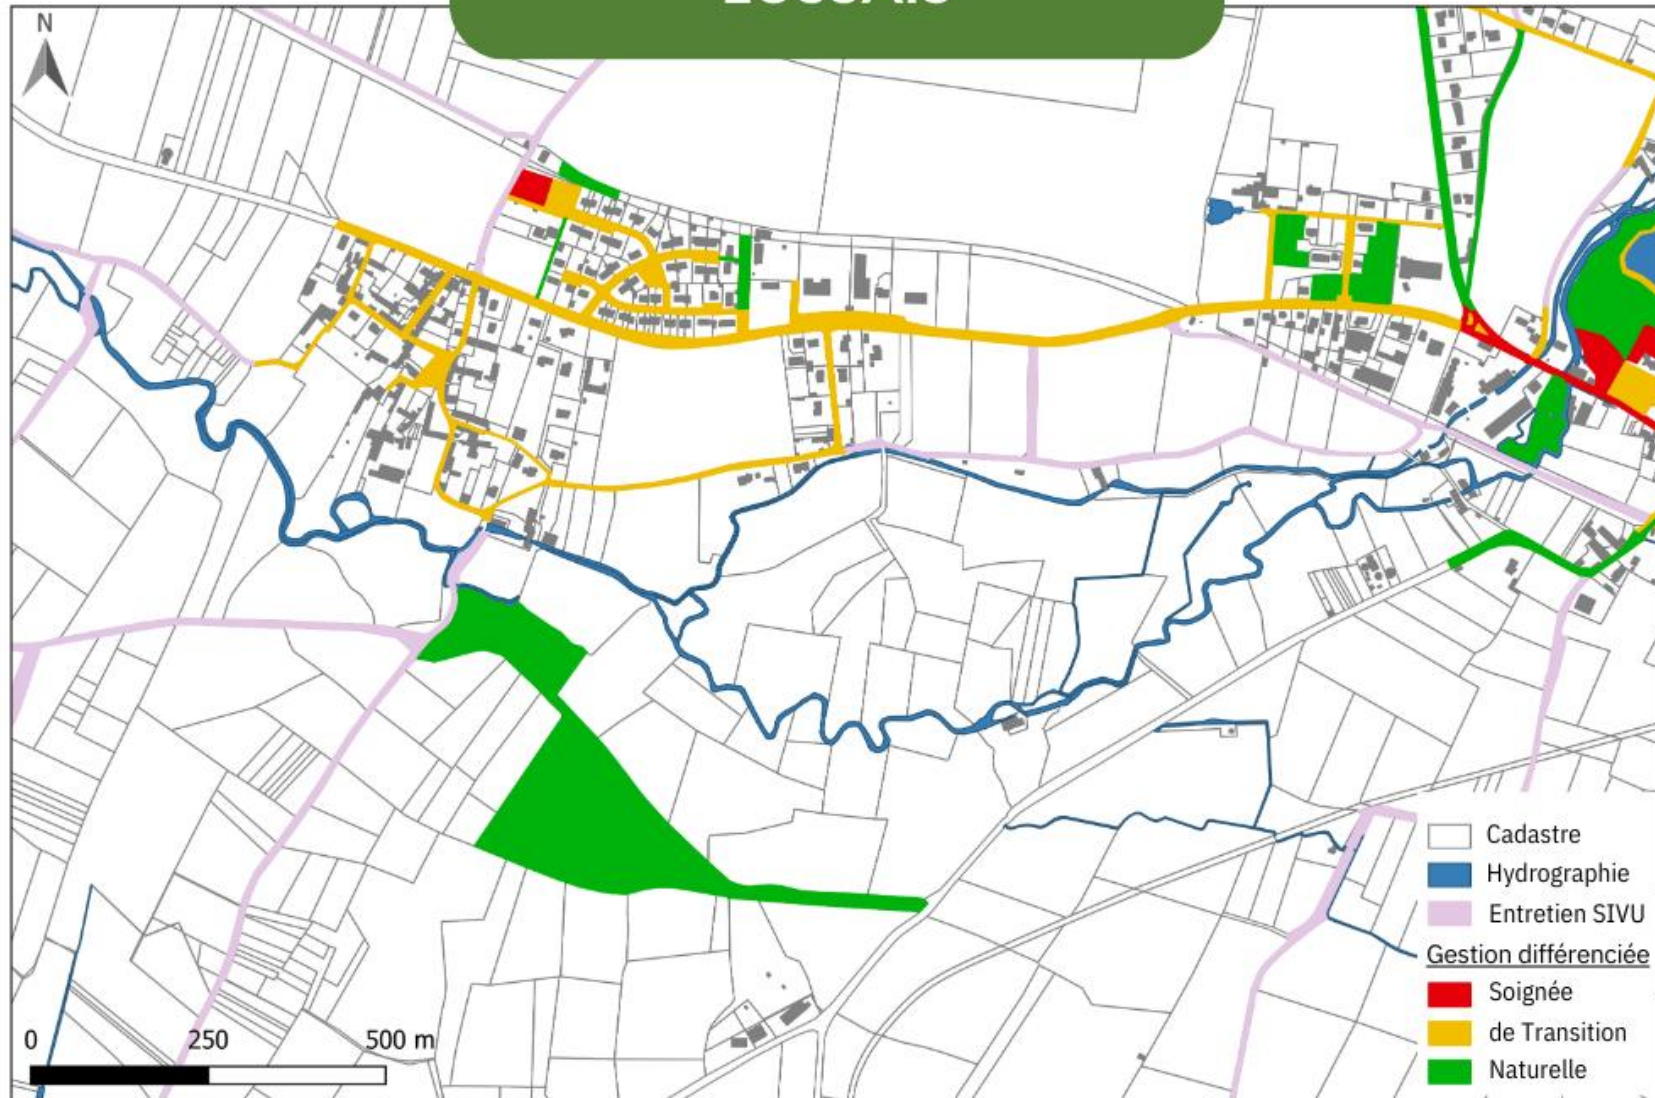 N
Cadastre
Hydrographie
Entretien SIVU
Gestion différenciée
Soignée
de Transition
Naturelle
0 250 500 m